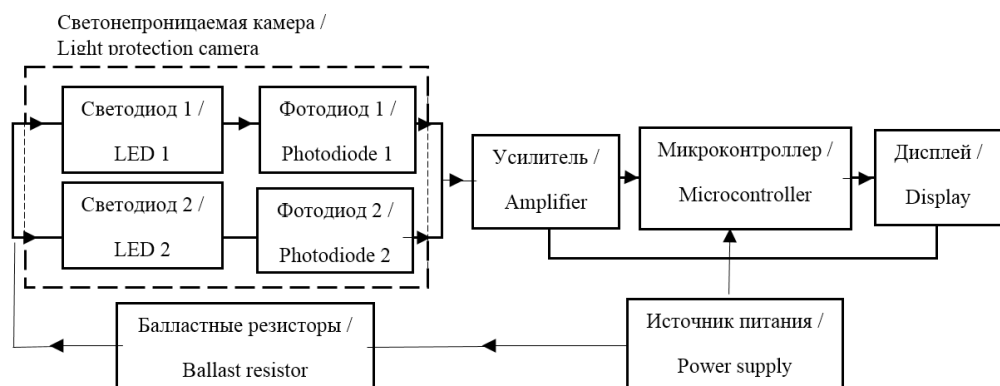 Светонепроницаемая камера /
Light protection camera
Светодиод 1 /
LED 1
Фотодиод 1 /
Photodiode 1
Усилитель /
Amplifier
Микроконтроллер /
Microcontroller
Дисплей /
Display
Светодиод 2 /
LED 2
Фотодиод 2 /
Photodiode 2
Балластные резисторы /
Ballast resistor
Источник питания /
Power supply